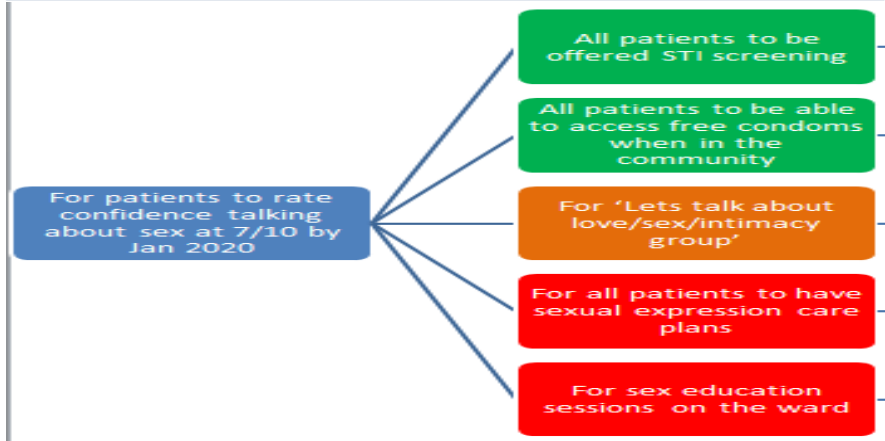 For patients to rate
confidence talking
about sex at 7/10 by
Jan 2020
All patients to be
offered STI screening
All patients to be able
to access free condoms
when in the
community
For ‘Lets talk about
love/sex/intimacy
group’
For all patients to have
sexual expression care
plans
For sex education
sessions on the ward